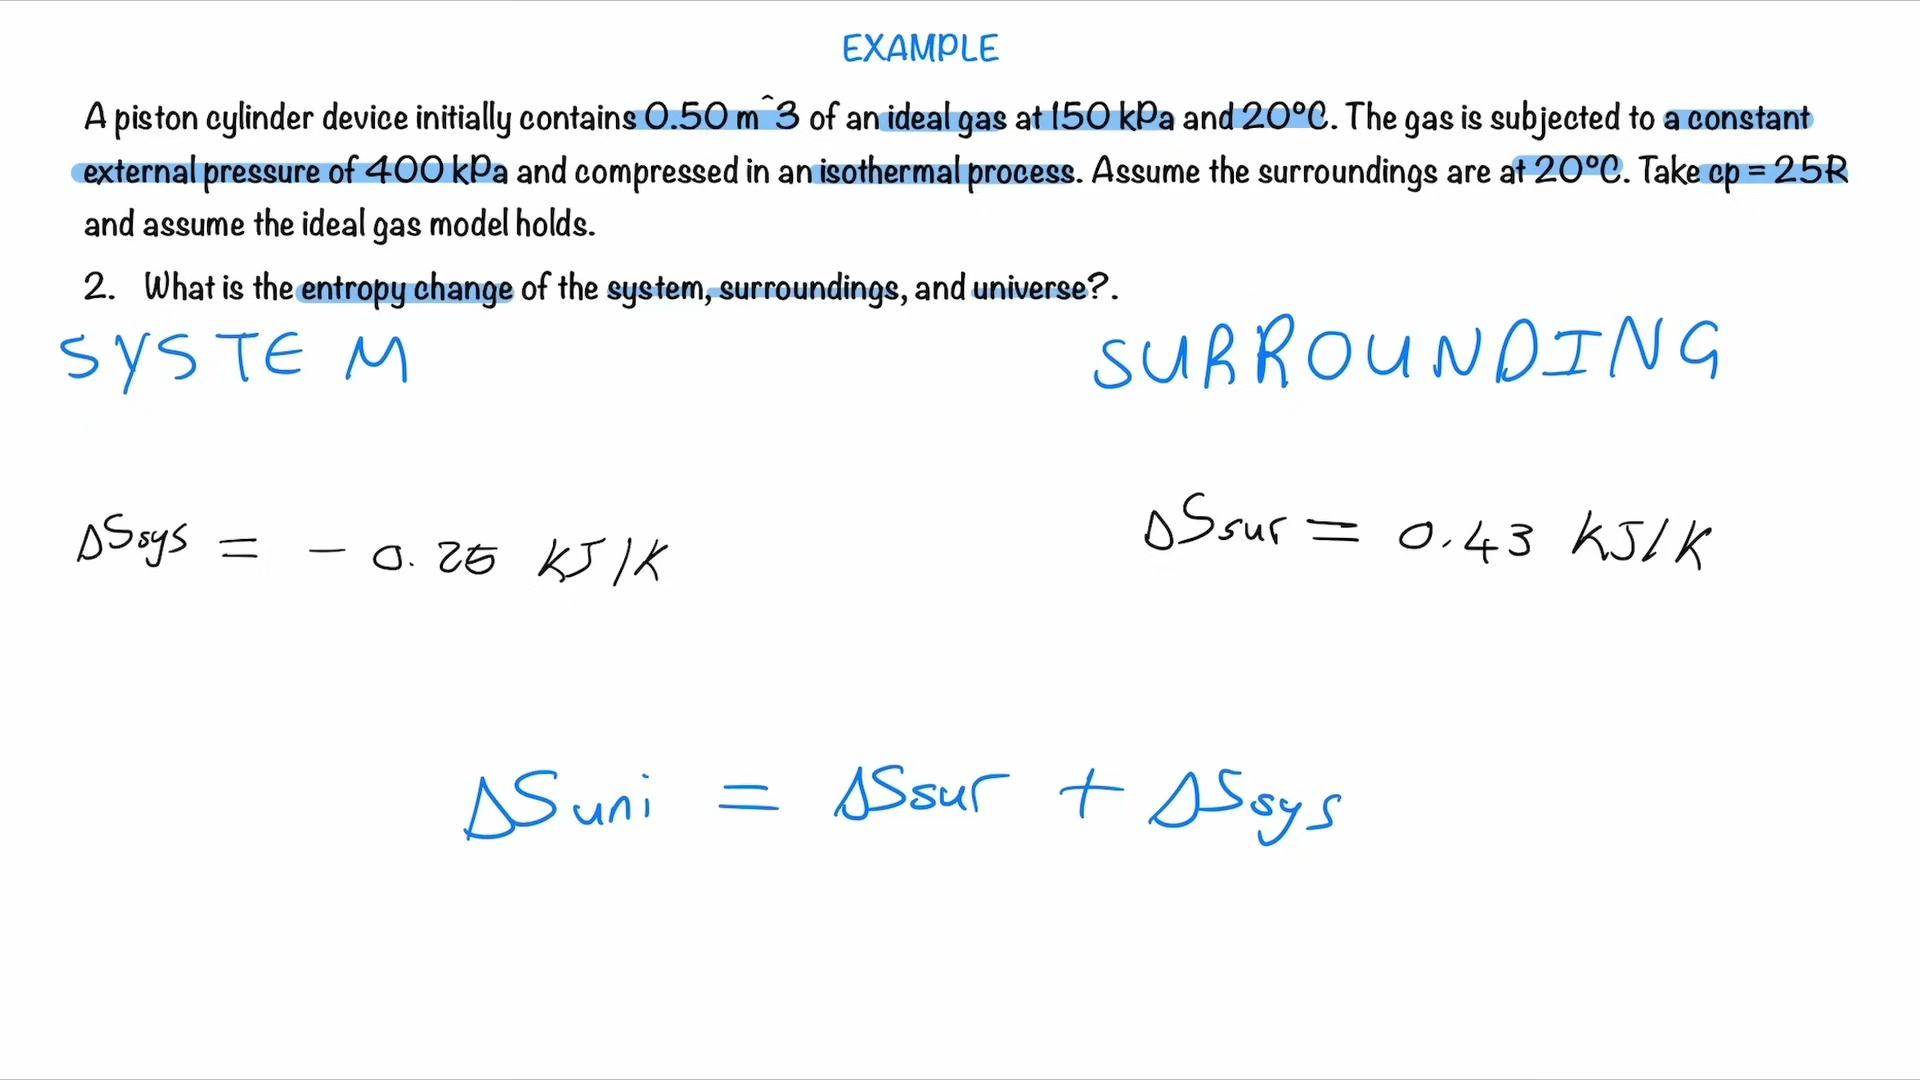 EXAMPLE
A piston cylinder device initially contains 0.50 m^3 of an ideal gas at 150 kPa and 20°C. The gas is subjected to a constant
external pressure of 400 kPa and compressed in an isothermal process. Assume the surroundings are at 20°C. Take cp = 25R
and assume the ideal gas model holds.
2. What is the entropy change of the system, surroundings, and universe?.
SYSTEM SURROUNDING
ΔSsys = - 0.25 kJ/K ΔSsur = 0.43 kJ/K
ΔSuni = ΔSsur + ΔSsys